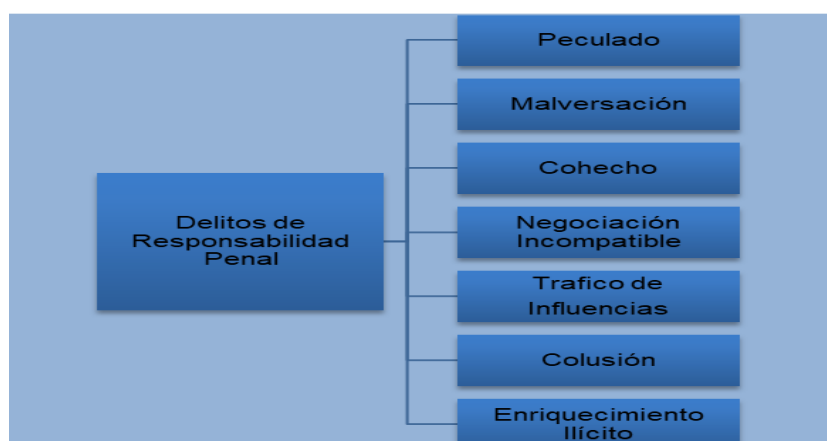 Peculado
Malversación
Cohecho
Delitos de
Responsabilidad
Penal
Negociación
Incompatible
Trafico de
Influencias
Colusión
Enriquecimiento
Ilícito